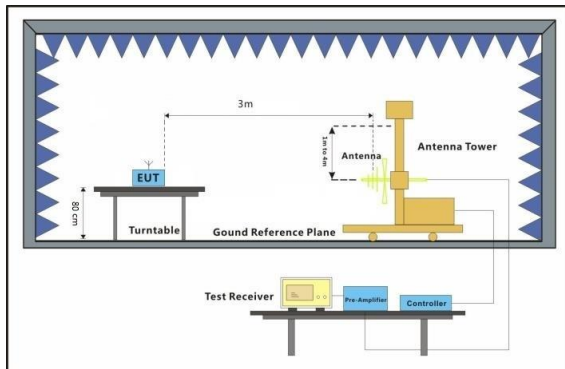 3m
1m to 4m
Antenna
Antenna Tower
EUT
80 cm
Turntable
Gound Reference Plane
Test Receiver
Pre-Amplifier
Controller